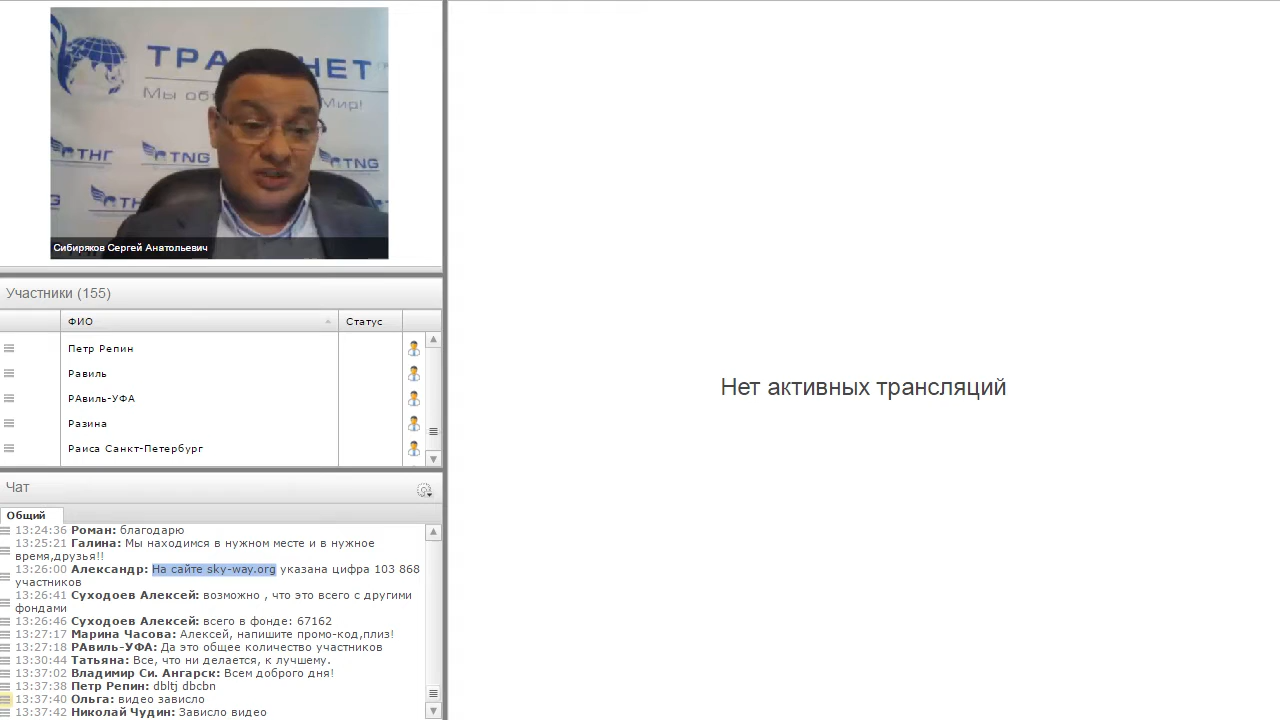 ТРА НЕТ
Мы об Мир!
ТНГ
TNG
TNG
Сибиряков Сергей Анатольевич
Участники (155)
ФИО
Статус
Петр Репин
Равиль
РАвиль-УФА
Разина
Раиса Санкт-Петербург
Чат
Общий
13:24:36 Роман: благодарю
13:25:21 Галина: Мы находимся в нужном месте и в нужное
время,друзья!!
13:26:00 Александр: На сайте sky-way.org указана цифра 103 868
участников
13:26:41 Суходоев Алексей: возможно , что это всего с другими
фондами
13:26:46 Суходоев Алексей: всего в фонде: 67162
13:27:17 Марина Часова: Алексей, напишите промо-код,плиз!
13:27:18 РАвиль-УФА: Да это общее количество участников
13:30:44 Татьяна: Все, что ни делается, к лучшему.
13:37:02 Владимир Си. Ангарск: Всем доброго дня!
13:37:38 Петр Репин: dbltj dbcbn
13:37:40 Ольга: видео зависло
13:37:42 Николай Чудин: Зависло видео
Нет активных трансляций